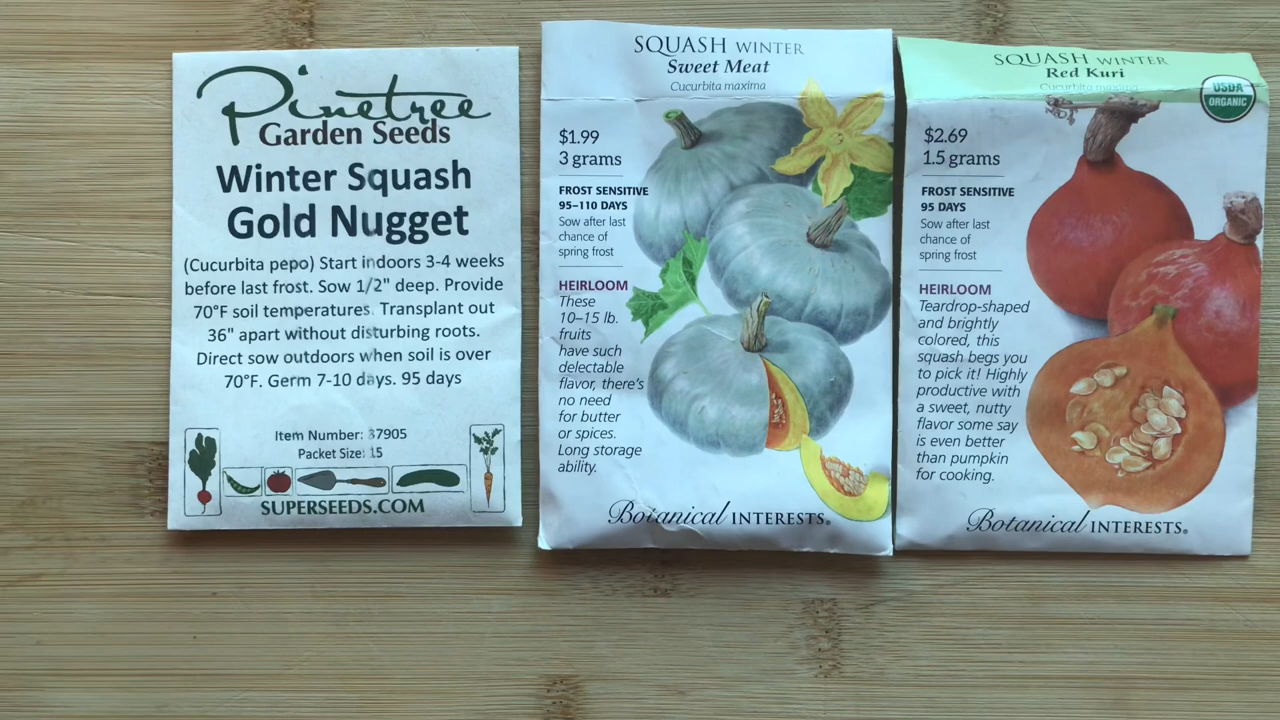 Pinetree
Garden Seeds
Winter Squash
Gold Nugget
(Cucurbita pepo) Start indoors 3-4 weeks
before last frost. Sow 1/2" deep. Provide
70°F soil temperatures. Transplant out
36" apart without disturbing roots.
Direct sow outdoors when soil is over
70°F. Germ 7-10 days. 95 days
Item Number: 37905
Packet Size: 15
SUPERSEEDS.COM
SQUASH WINTER
Sweet Meat
Cucurbita maxima
$1.99
3 grams
FROST SENSITIVE
95–110 DAYS
Sow after last
chance of
spring frost
HEIRLOOM
These
10–15 lb.
fruits
have such
delectable
flavor, there's
no need
for butter
or spices.
Long storage
ability.
Botanical INTERESTS®
SQUASH WINTER
Red Kuri
Cucurbita maxima
USDA
ORGANIC
$2.69
1.5 grams
FROST SENSITIVE
95 DAYS
Sow after last
chance of
spring frost
HEIRLOOM
Teardrop-shaped
and brightly
colored, this
squash begs you
to pick it! Highly
productive with
a sweet, nutty
flavor some say
is even better
than pumpkin
for cooking.
Botanical INTERESTS®